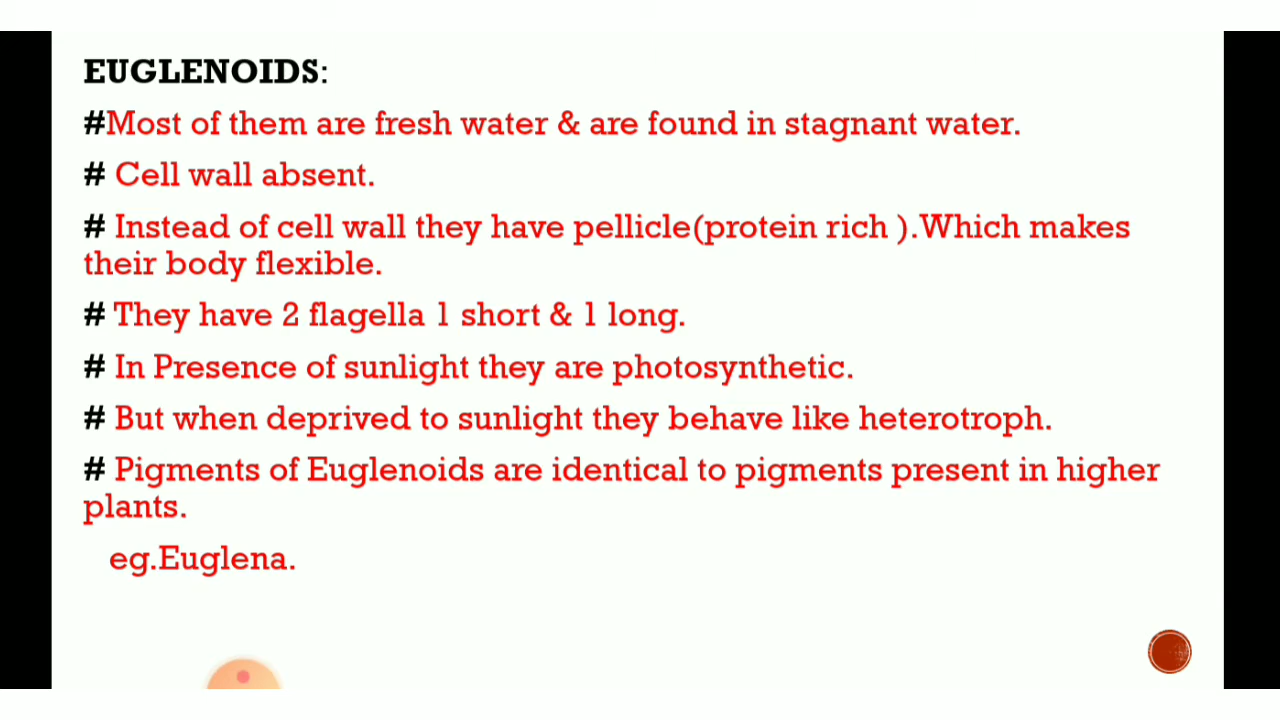 EUGLENOIDS:
#Most of them are fresh water & are found in stagnant water.
# Cell wall absent.
# Instead of cell wall they have pellicle(protein rich ).Which makes
their body flexible.
# They have 2 flagella 1 short & 1 long.
# In Presence of sunlight they are photosynthetic.
# But when deprived to sunlight they behave like heterotroph.
# Pigments of Euglenoids are identical to pigments present in higher
plants.
eg.Euglena.